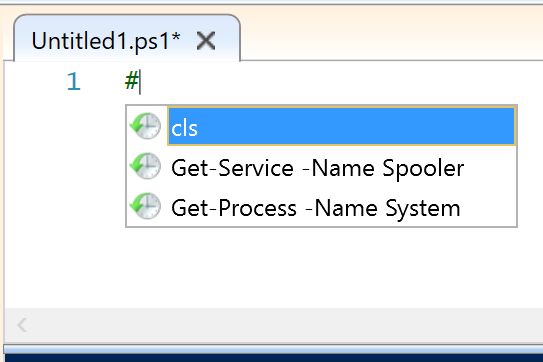 Untitled1.ps1*
1 #
cls
Get-Service -Name Spooler
Get-Process -Name System